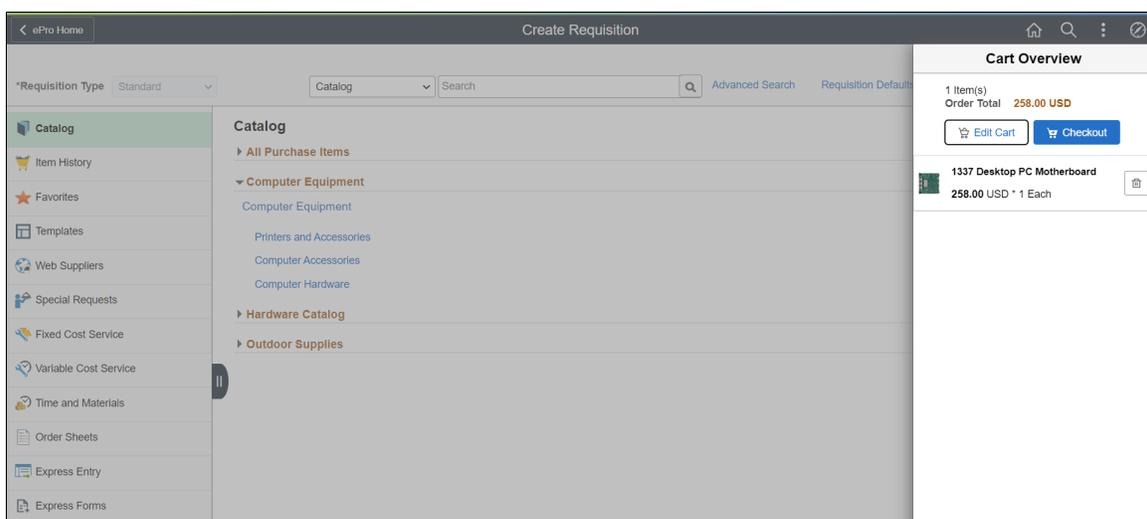 ePro Home
Create Requisition
*Requisition Type Standard
Catalog
Search
Advanced Search
Requisition Defaults
Catalog
Item History
Favorites
Templates
Web Suppliers
Special Requests
Fixed Cost Service
Variable Cost Service
Time and Materials
Order Sheets
Express Entry
Express Forms
Catalog
All Purchase Items
Computer Equipment
Computer Equipment
Printers and Accessories
Computer Accessories
Computer Hardware
Hardware Catalog
Outdoor Supplies
Cart Overview
1 Item(s)
Order Total 258.00 USD
Edit Cart
Checkout
1337 Desktop PC Motherboard
258.00 USD * 1 Each